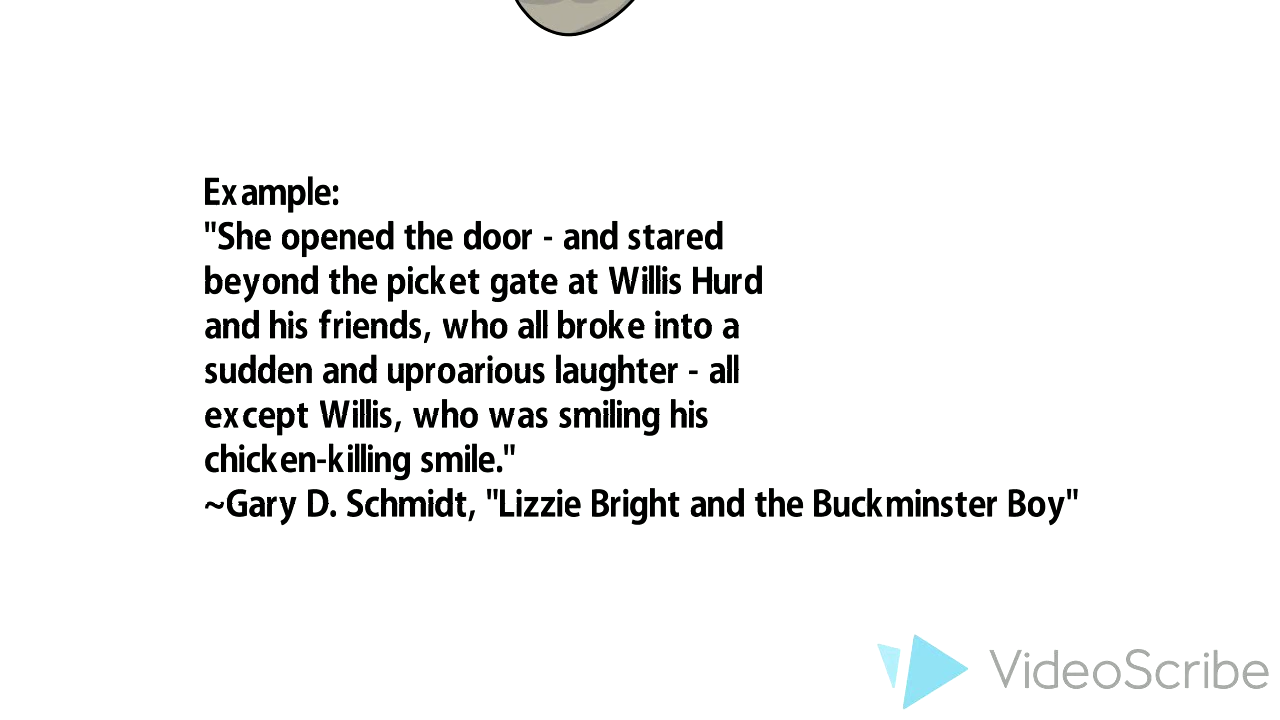 Example:
"She opened the door - and stared
beyond the picket gate at Willis Hurd
and his friends, who all broke into a
sudden and uproarious laughter - all
except Willis, who was smiling his
chicken-killing smile."
~Gary D. Schmidt, "Lizzie Bright and the Buckminster Boy"
VideoScribe